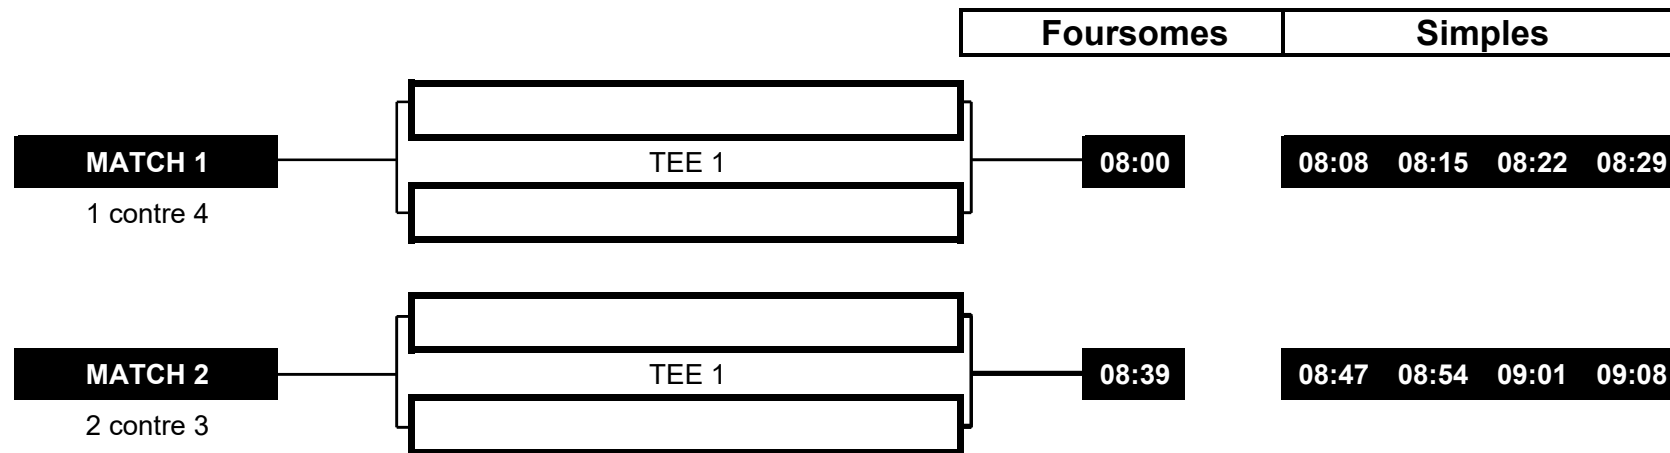 Foursomes Simples
MATCH 1 TEE 1 08:00 08:08 08:15 08:22 08:29
1 contre 4
MATCH 2 TEE 1 08:39 08:47 08:54 09:01 09:08
2 contre 3